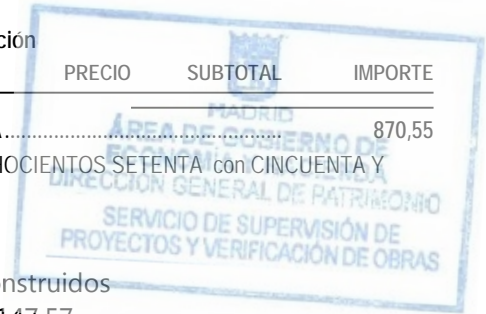 ción
PRECIO SUBTOTAL IMPORTE
MADRID
870,55
ÁREA DE GOBIERNO DE
HOCIENTOS SETENTA con CINCUENTA Y
DIRECCIÓN GENERAL DE PATRIMONIO
SERVICIO DE SUPERVISIÓN DE
PROYECTOS Y VERIFICACIÓN DE OBRAS
nstruidos